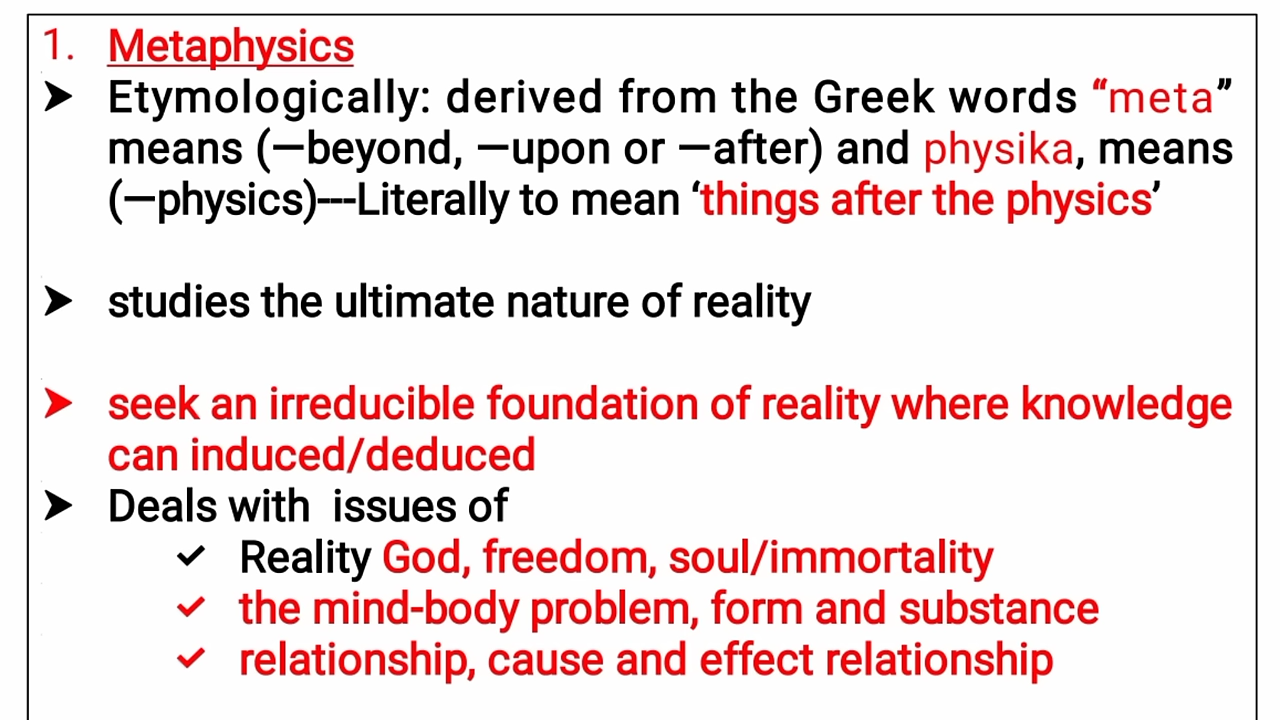 1. Metaphysics
➤ Etymologically: derived from the Greek words “meta”
means (—beyond, —upon or —after) and physika, means
(—physics)---Literally to mean ‘things after the physics’
➤ studies the ultimate nature of reality
➤ seek an irreducible foundation of reality where knowledge
can induced/deduced
➤ Deals with  issues of
✓ Reality God, freedom, soul/immortality
✓ the mind-body problem, form and substance
✓ relationship, cause and effect relationship